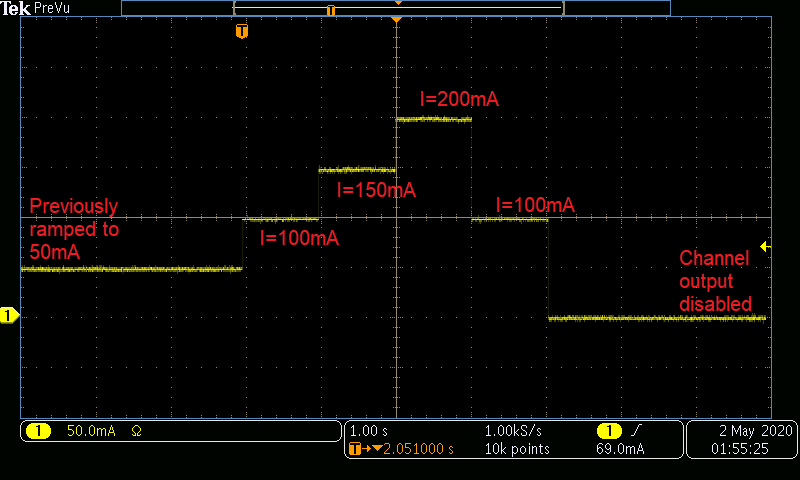 Tek PreVu
T
T
I=200mA
I=150mA
Previously
ramped to
50mA
I=100mA
I=100mA
Channel
output
disabled
1
1 50.0mA Ω
1.00 s 1.00kS/s 1 69.0mA
T→▼2.051000 s 10k points
2 May 2020
01:55:25